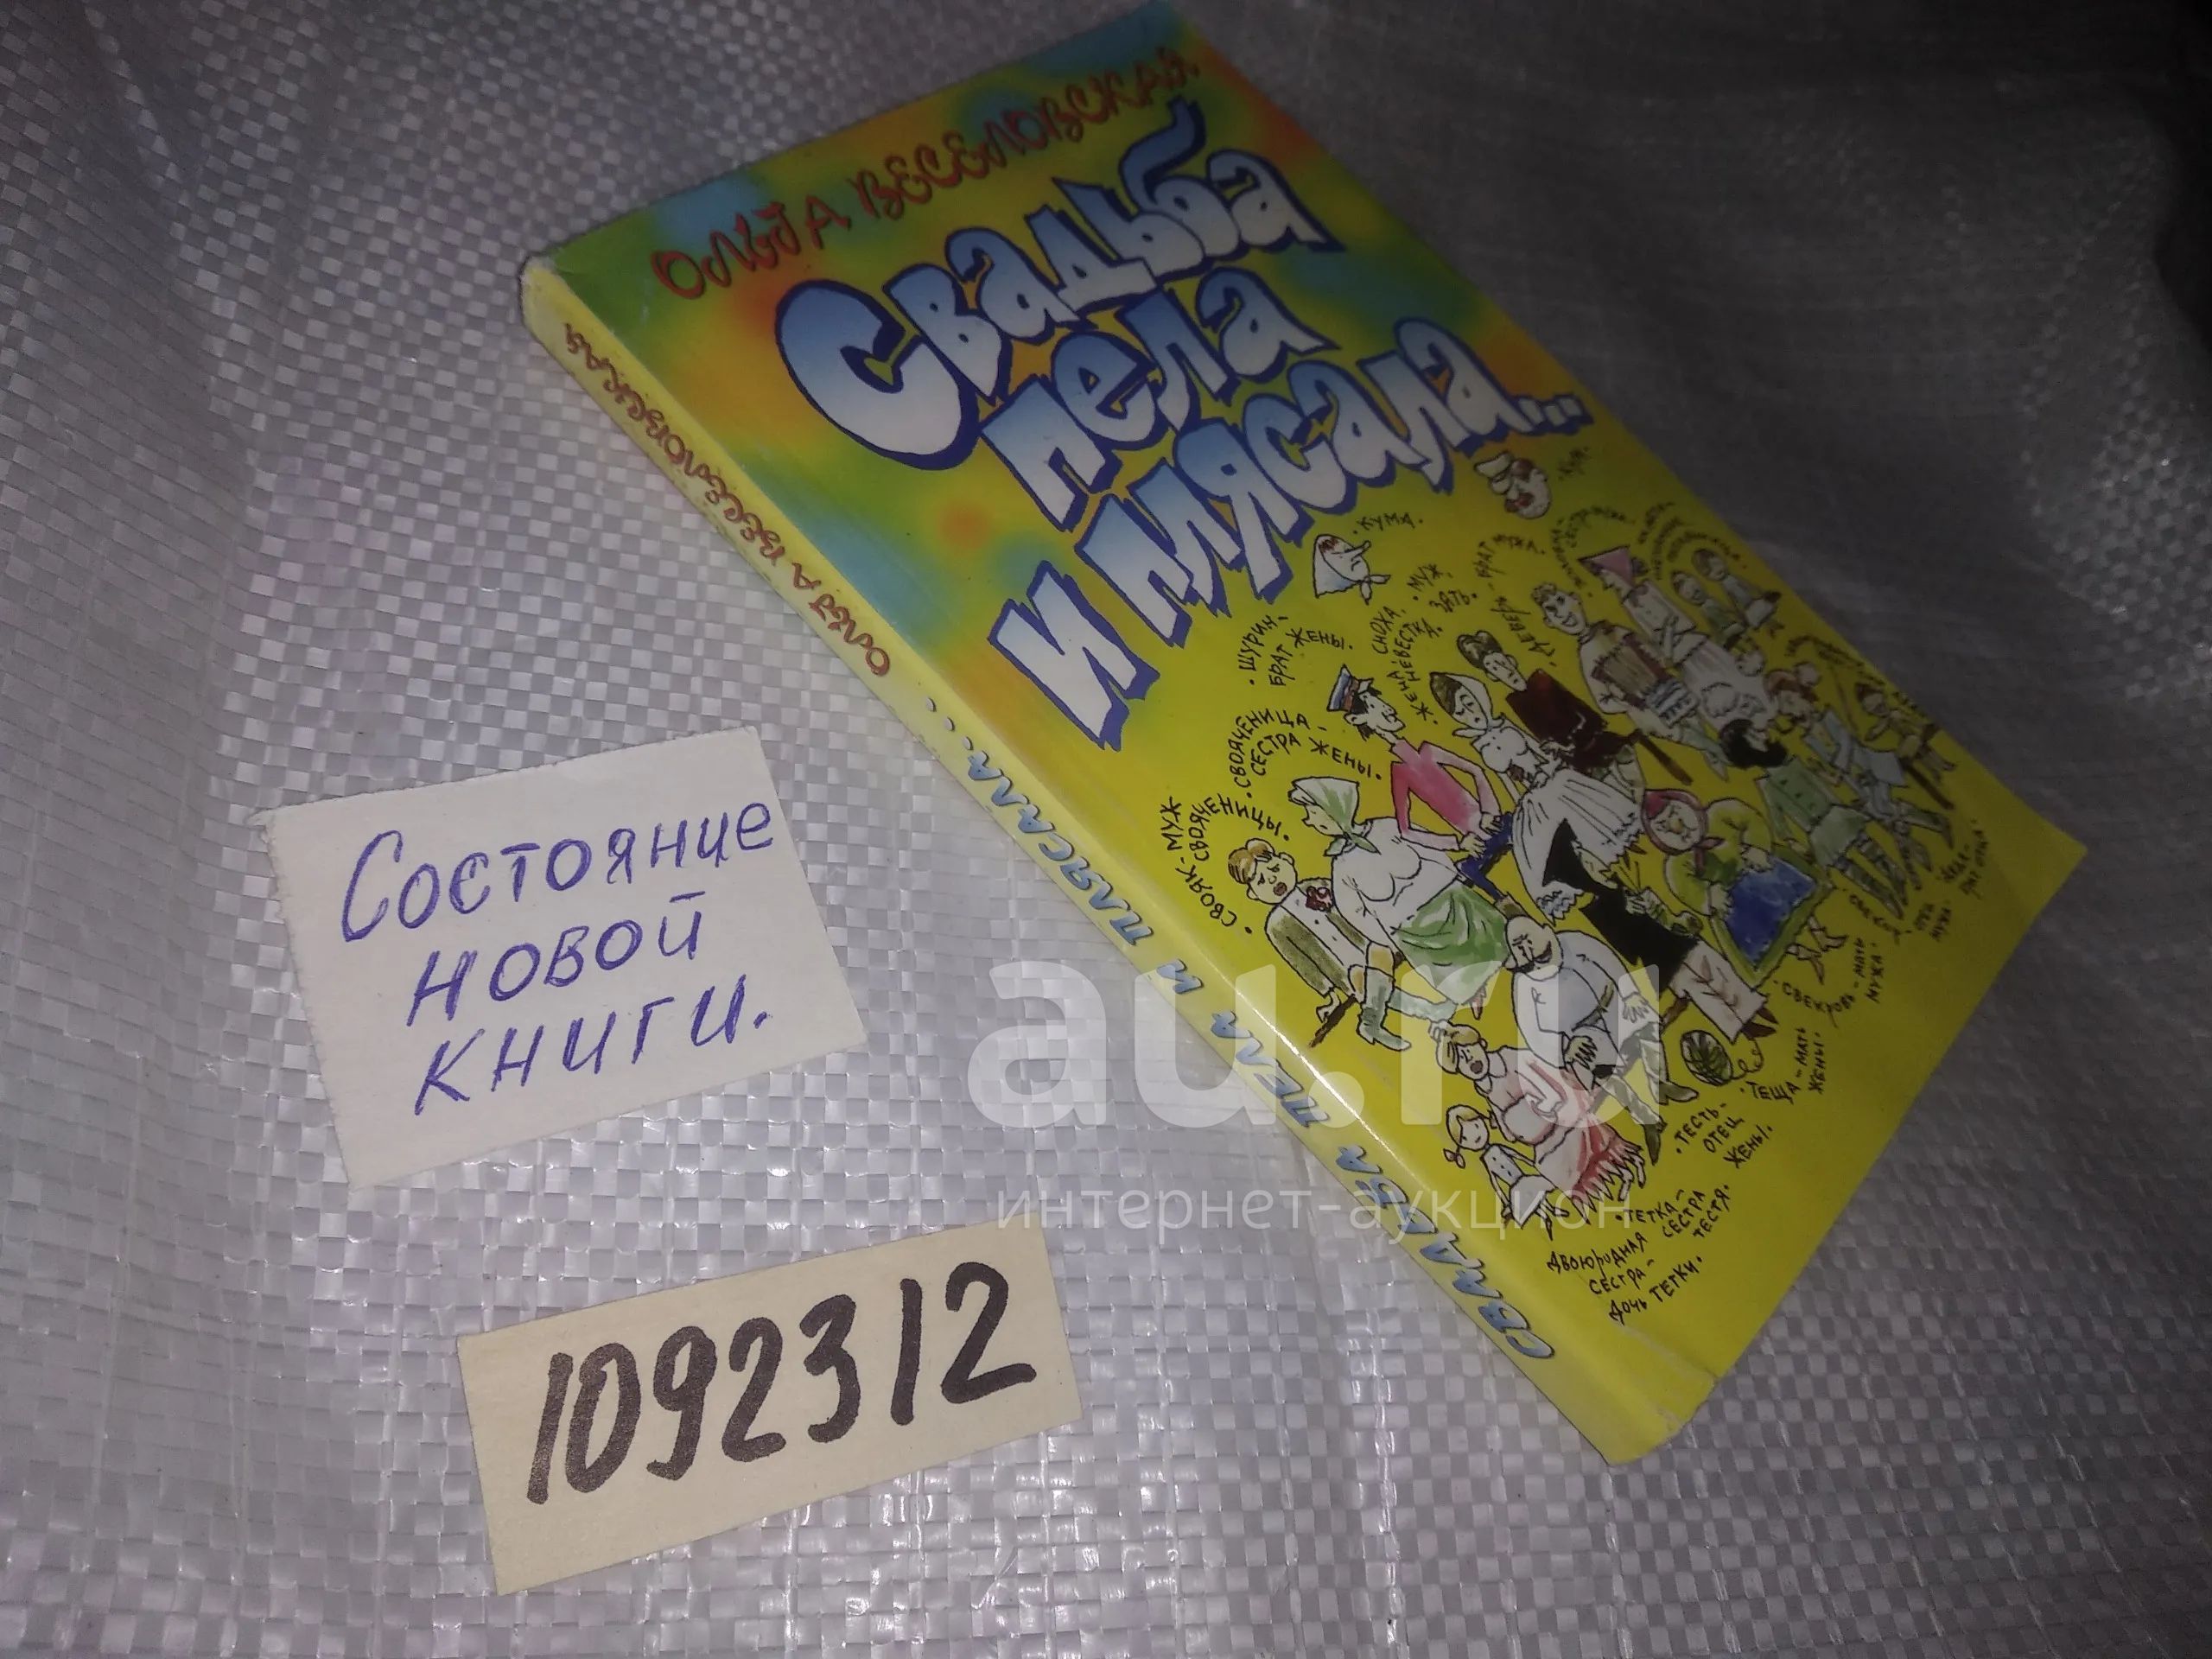 ОЛЬГА ВЕСЕЛОВСКАЯ
Свадьба
пела
и плясала...
КУМ.
КУМА.
ШУРИН-
БРАТ ЖЕНЫ.
СНОХА,
НЕВЕСТКА.
ЖЕНА
МУЖ
ЗЯТЬ.
ДЕВЕРЬ-БРАТ МУЖА.
СВОЯЧЕНИЦА-
СЕСТРА ЖЕНЫ.
СВОЯК-МУЖ
СВОЯЧЕНИЦЫ.
СВЕКРОВЬ-МАТЬ
МУЖА.
ТЕЩА-МАТЬ
ЖЕНЫ.
ТЕСТЬ-
ОТЕЦ
ЖЕНЫ.
ТЕТКА-
СЕСТРА
ТЕСТЯ.
ДВОЮРОДНАЯ
СЕСТРА-
ДОЧЬ ТЕТКИ.
СВАДЬБА ПЕЛА И ПЛЯСАЛА... ОЛЬГА ВЕСЕЛОВСКАЯ
Состояние
новой
книги.
1092312
au.ru
интернет-аукцион